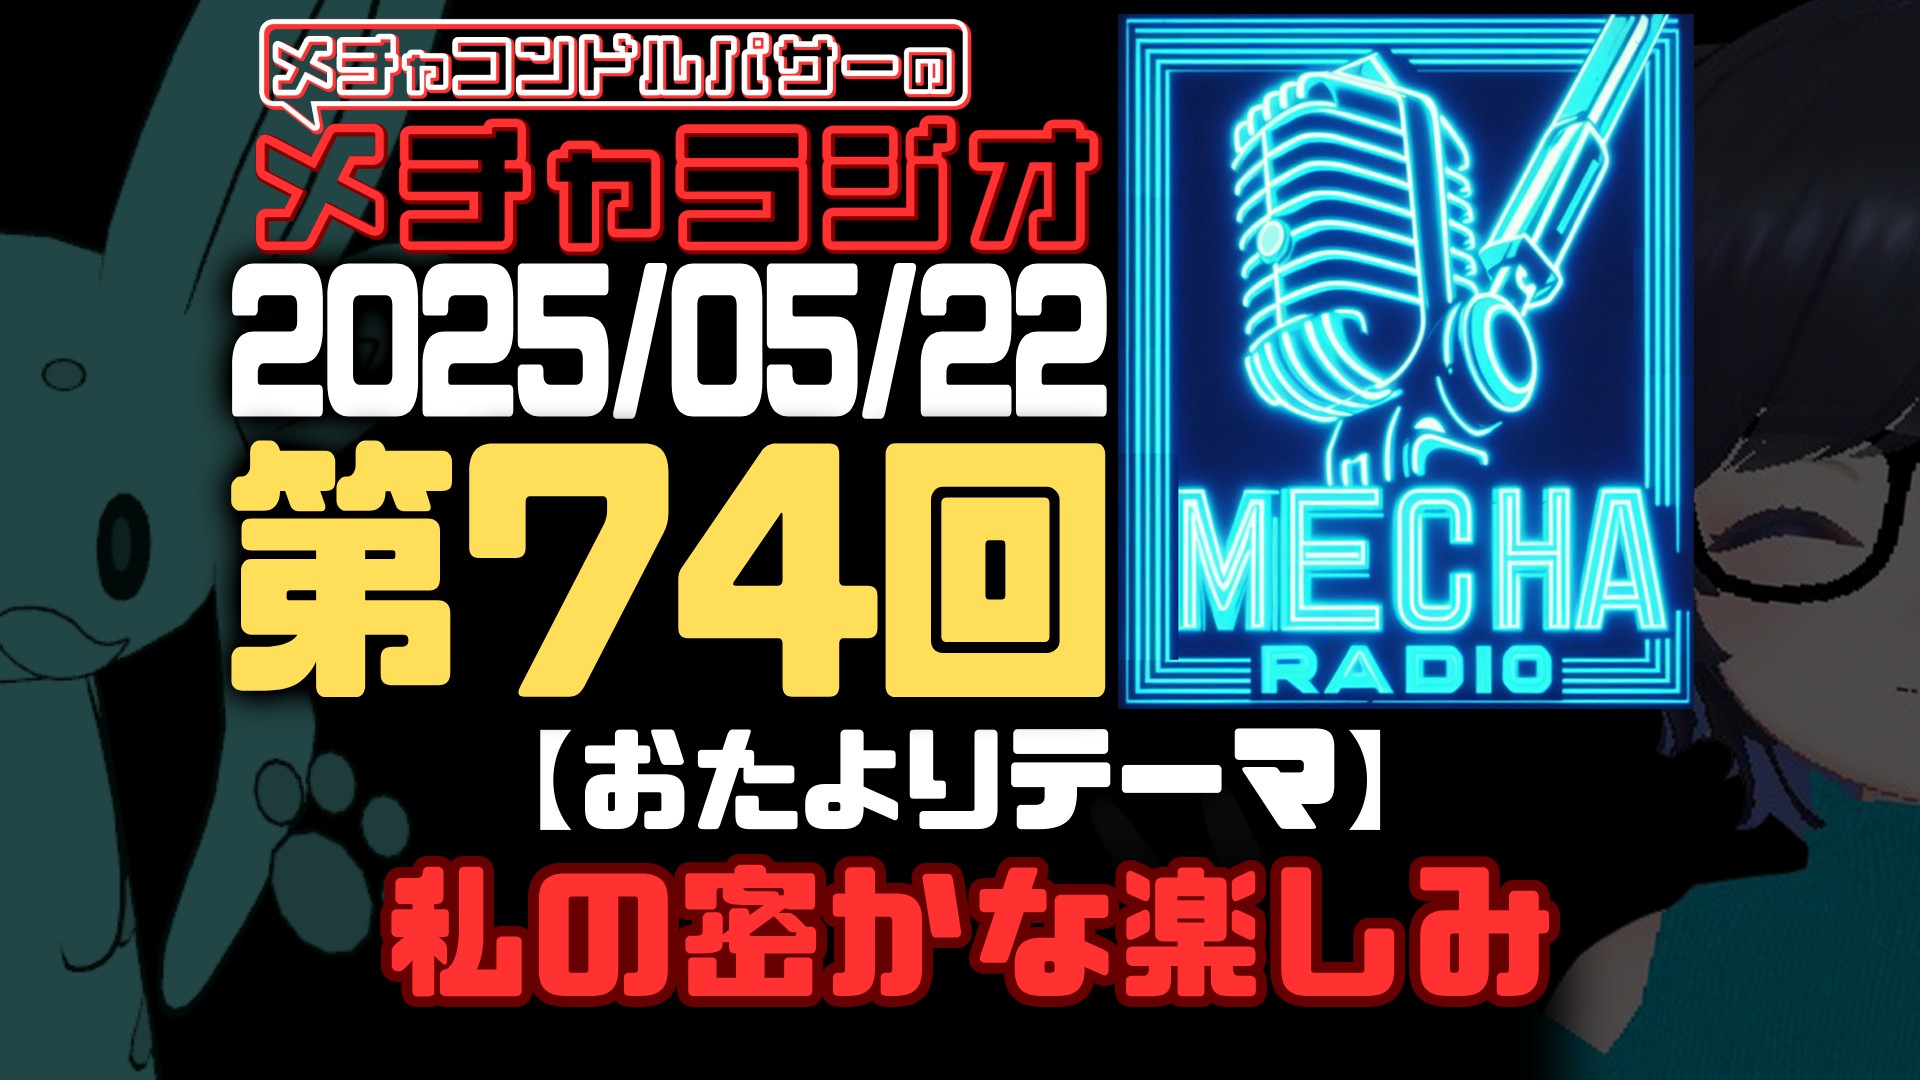 メチャコンドルパサーの
メチャラジオ
2025/05/22
第74回
MECHA
RADIO
【おたよりテーマ】
私の密かな楽しみ